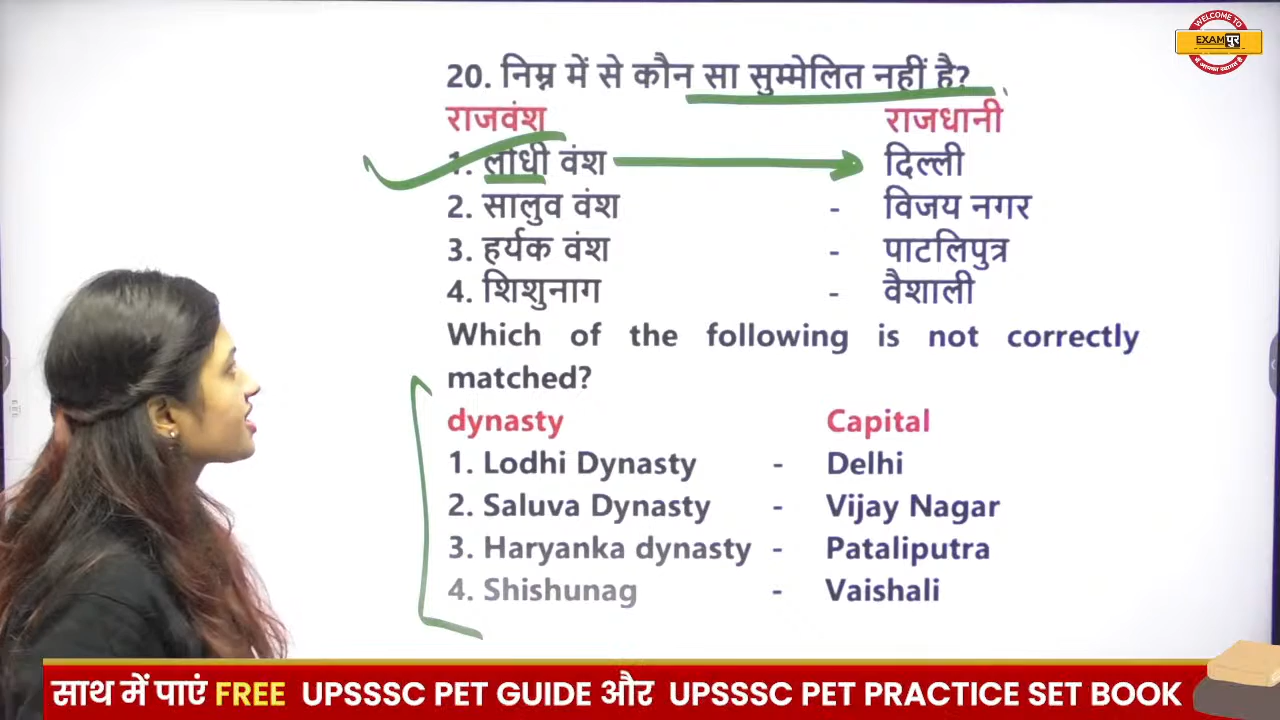 WELCOME TO
EXAMपुर
20. निम्न में से कौन सा सुम्मेलित नहीं है?
राजवंश राजधानी
1. लोधी वंश दिल्ली
2. सालुव वंश - विजय नगर
3. हर्यक वंश - पाटलिपुत्र
4. शिशुनाग - वैशाली
Which of the following is not correctly
matched?
dynasty Capital
1. Lodhi Dynasty - Delhi
2. Saluva Dynasty - Vijay Nagar
3. Haryanka dynasty - Pataliputra
4. Shishunag - Vaishali
साथ में पाएं FREE UPSSSC PET GUIDE और UPSSSC PET PRACTICE SET BOOK